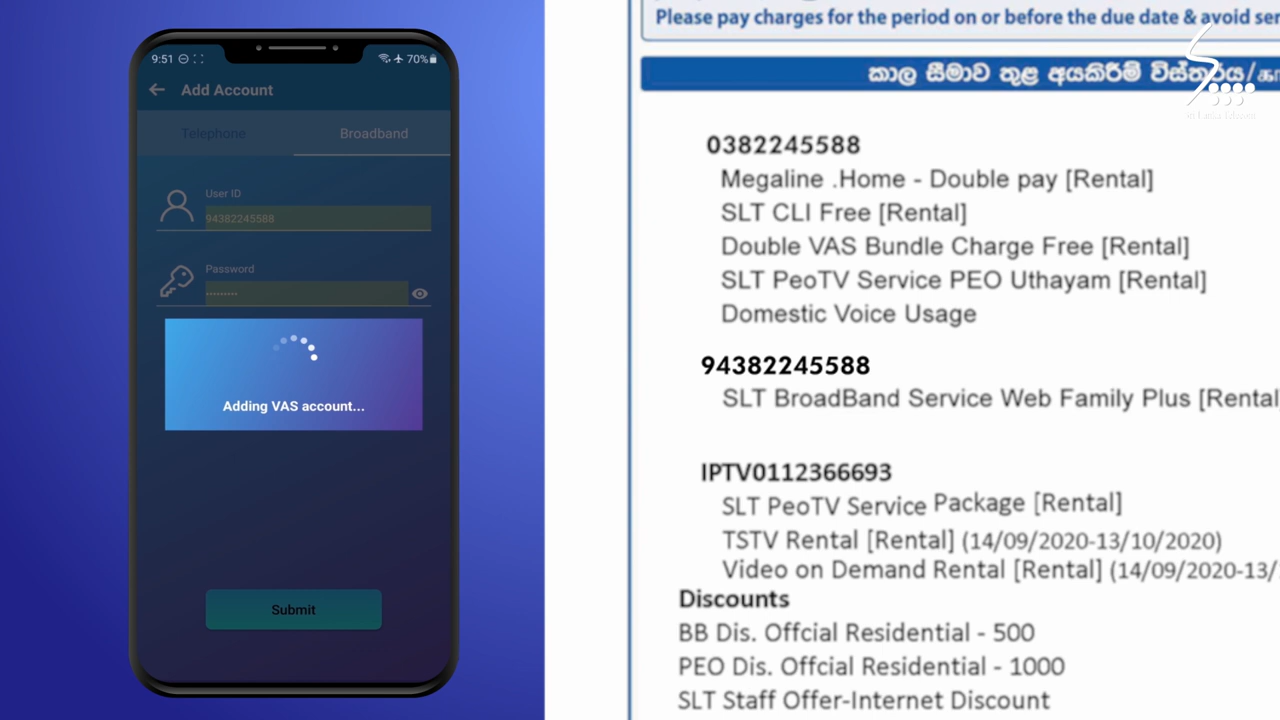 9:51
70%
Add Account
Telephone
Broadband
User ID
94382245588
Password
Adding VAS account...
Submit
Please pay charges for the period on or before the due date & avoid ser
කාල සීමාව තුළ අයකිරීම් විස්තරය/
Sri Lanka Telecom
0382245588
Megaline .Home - Double pay [Rental]
SLT CLI Free [Rental]
Double VAS Bundle Charge Free [Rental]
SLT PeoTV Service PEO Uthayam [Rental]
Domestic Voice Usage
94382245588
SLT BroadBand Service Web Family Plus [Rental
IPTV0112366693
SLT PeoTV Service Package [Rental]
TSTV Rental [Rental] (14/09/2020-13/10/2020)
Video on Demand Rental [Rental] (14/09/2020-13/
Discounts
BB Dis. Offcial Residential - 500
PEO Dis. Offcial Residential - 1000
SLT Staff Offer-Internet Discount